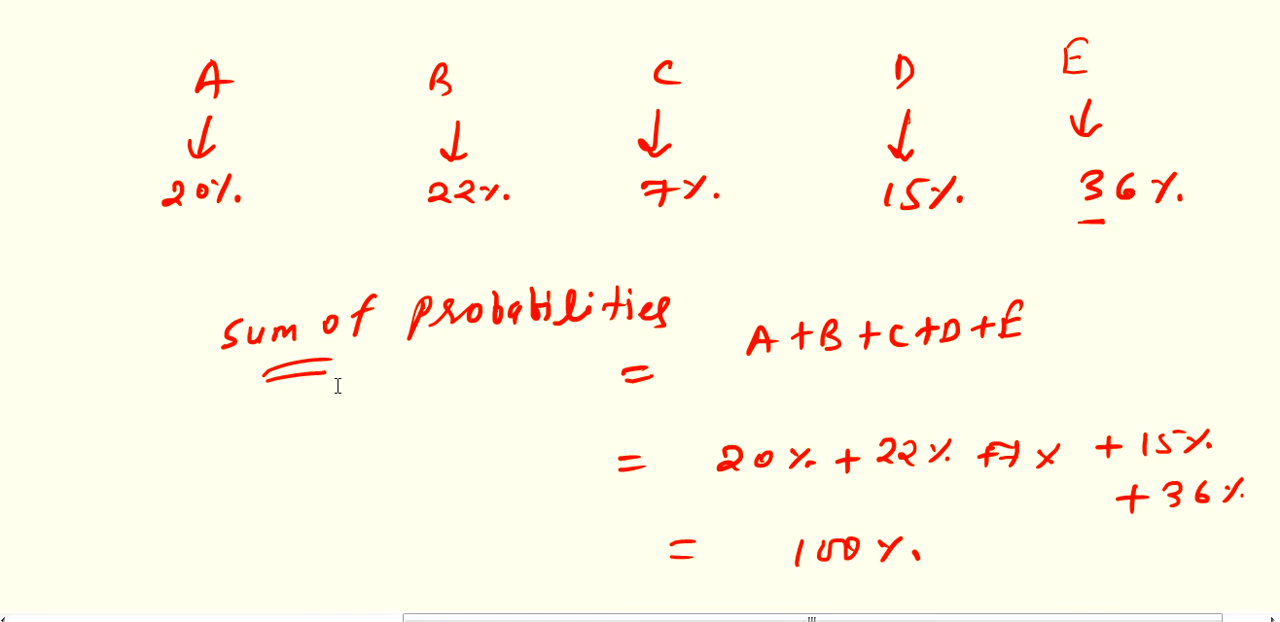 A B C D E
↓ ↓ ↓ ↓ ↓
20% 22% 7% 15% 36%
sum of probabilities
= A + B + C + D + E
= 20% + 22% + 7% + 15%
+ 36%
= 100%